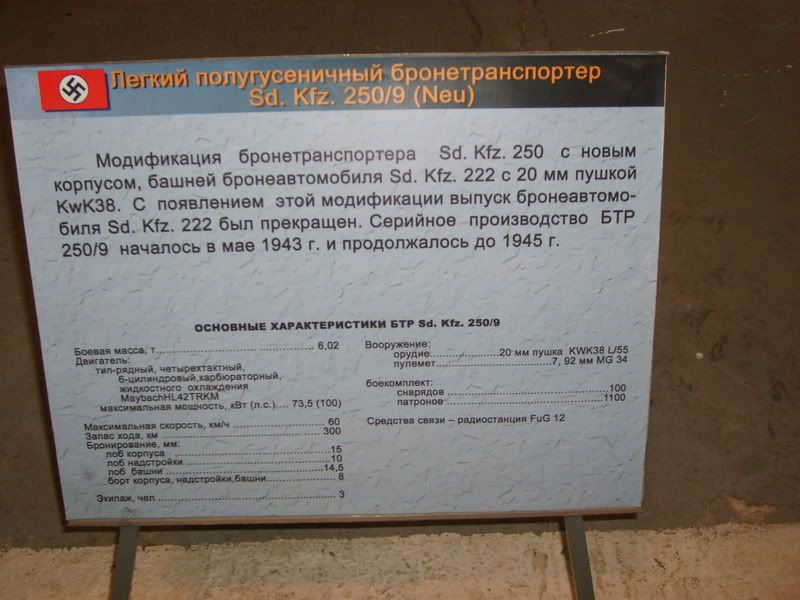 Легкий полугусеничный бронетранспортер
Sd. Kfz. 250/9 (Neu)
Модификация бронетранспортера Sd. Kfz. 250 с новым
корпусом, башней бронеавтомобиля Sd. Kfz. 222 с 20 мм пушкой
KwK38. С появлением этой модификации выпуск бронеавтомо-
биля Sd. Kfz. 222 был прекращен. Серийное производство БТР
250/9 началось в мае 1943 г. и продолжалось до 1945 г.
ОСНОВНЫЕ ХАРАКТЕРИСТИКИ БТР Sd. Kfz. 250/9
Боевая масса, т.................................. 6,02
Двигатель:
тип-рядный, четырехтактный,
6-цилиндровый,карбюраторный,
жидкостного охлаждения
MaybachHL42TRKM
максимальная мощность, кВт (л.с.).... 73,5 (100)
Максимальная скорость, км/ч ........................ 60
Запас хода, км ............................................. 300
Бронирование, мм:
лоб корпуса ........................................... 15
лоб надстройки ..................................... 10
лоб башни ........................................... 14,5
борт корпуса, надстройки,башни................. 8
Экипаж, чел ............................................. 3
Вооружение:
орудие.................20 мм пушка KWK38 L/55
пулемет..............................7, 92 мм MG 34
боекомплект:
снарядов ........................................ 100
патронов ....................................... 1100
Средства связи – радиостанция FuG 12